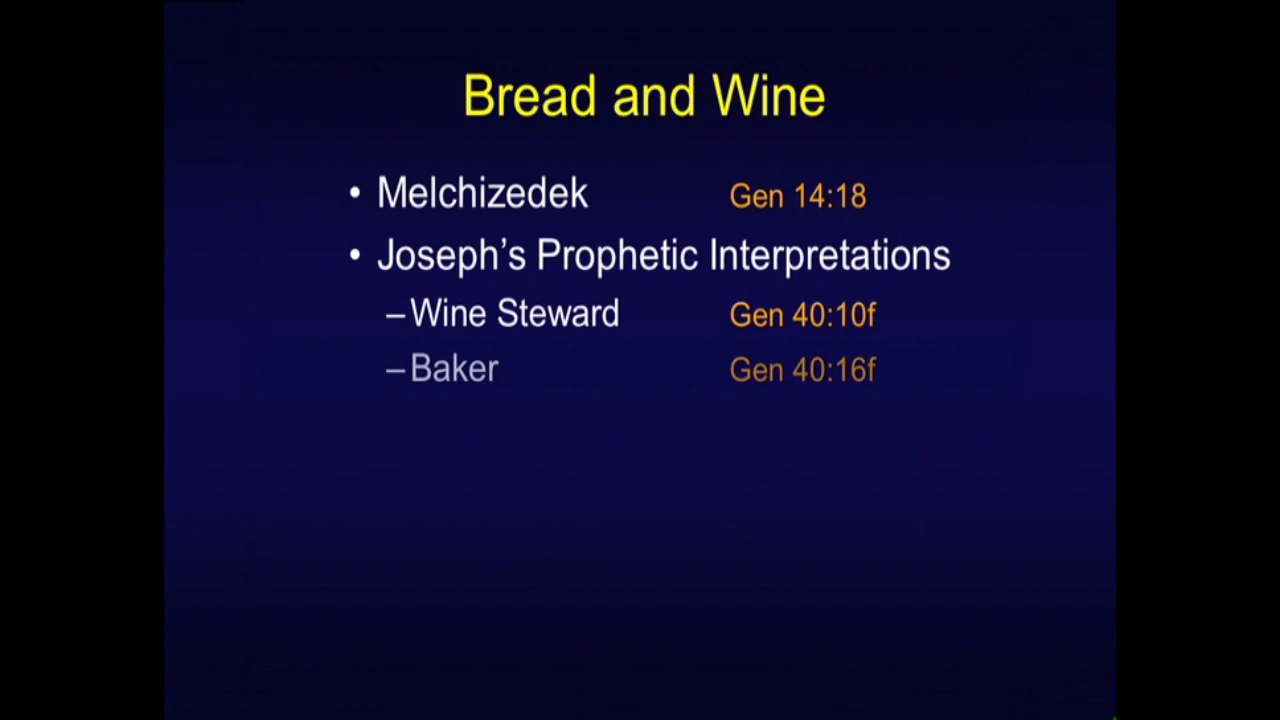 Bread and Wine
• Melchizedek Gen 14:18
• Joseph’s Prophetic Interpretations
– Wine Steward Gen 40:10f
– Baker Gen 40:16f